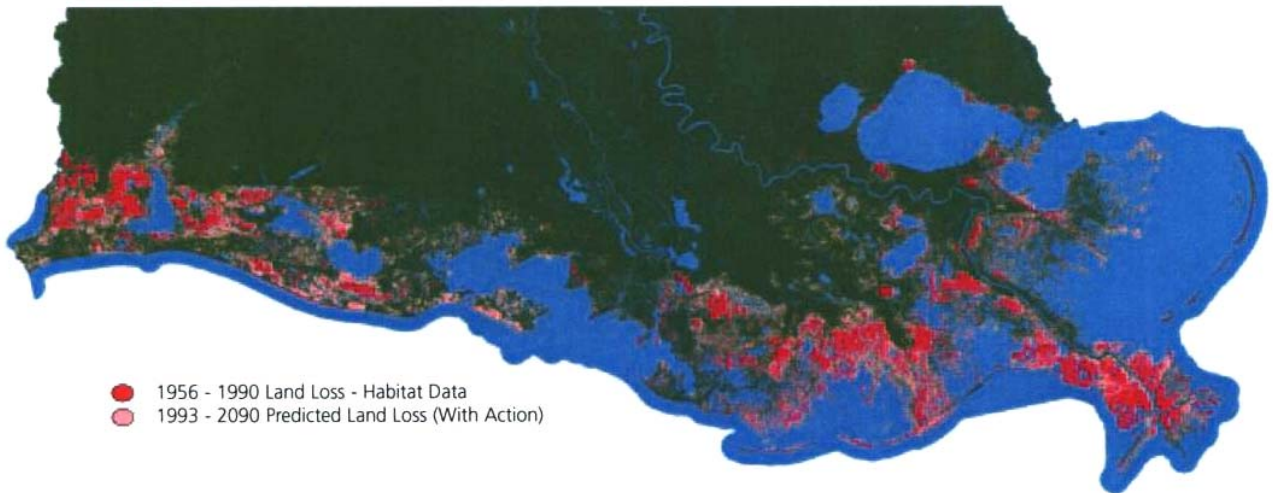 1956 - 1990 Land Loss - Habitat Data
1993 - 2090 Predicted Land Loss (With Action)